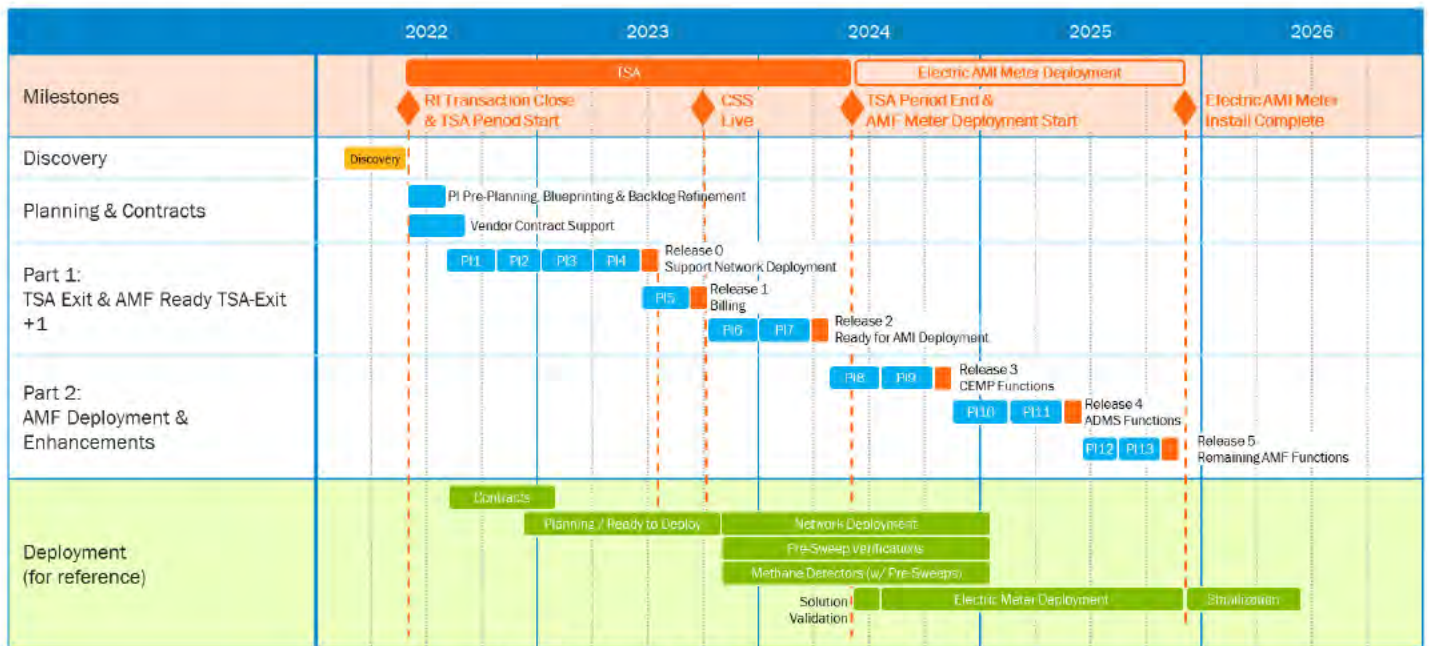 2022 2023 2024 2025 2026
Milestones
TSA
Electric AMI Meter Deployment
RI Transaction Close
& TSA Period Start
CSS
Live
TSA Period End &
AMF Meter Deployment Start
Electric AMI Meter
Install Complete
Discovery
Discovery
Planning & Contracts
PI Pre-Planning, Blueprinting & Backlog Refinement
Vendor Contract Support
Part 1:
TSA Exit & AMF Ready TSA-Exit
+1
PI1 PI2 PI3 PI4
Release 0
Support Network Deployment
PI5
Release 1
Billing
PI6 PI7
Release 2
Ready for AMI Deployment
Part 2:
AMF Deployment &
Enhancements
PI8 PI9
Release 3
CEMP Functions
PI10 PI11
Release 4
ADMS Functions
PI12 PI13
Release 5
Remaining AMF Functions
Deployment
(for reference)
Contracts
Planning / Ready to Deploy
Network Deployment
Pre-Sweep Verifications
Methane Detectors (w/ Pre-Sweeps)
Solution
Validation
Electric Meter Deployment